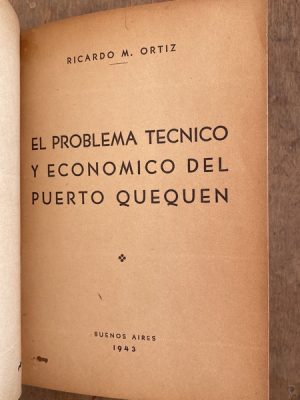 RICARDO M. ORTIZ
EL PROBLEMA TECNICO
Y ECONOMICO DEL
PUERTO QUEQUEN
BUENOS AIRES
1943